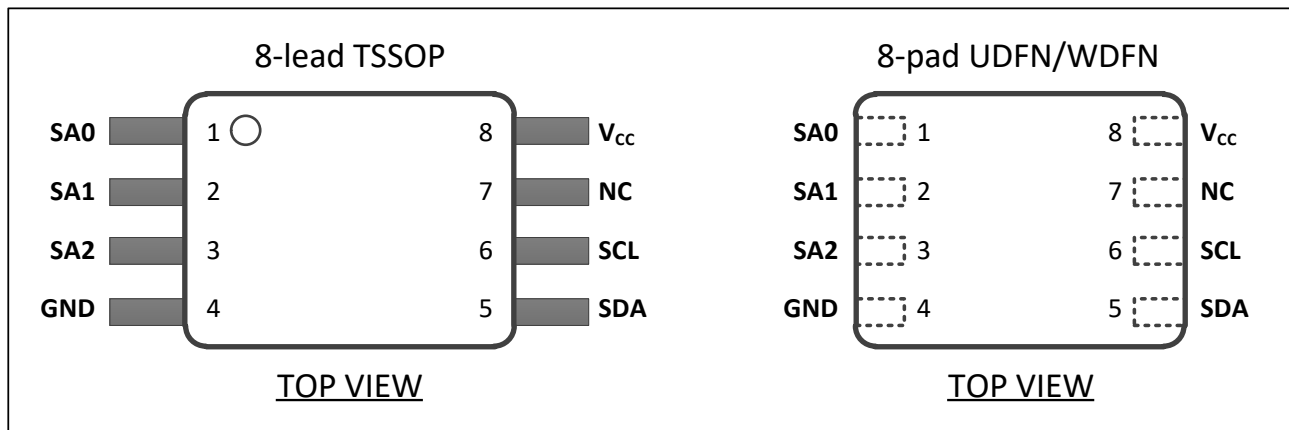 8-lead TSSOP
SA0 1 8 VCC
SA1 2 7 NC
SA2 3 6 SCL
GND 4 5 SDA
TOP VIEW
8-pad UDFN/WDFN
SA0 1 8 VCC
SA1 2 7 NC
SA2 3 6 SCL
GND 4 5 SDA
TOP VIEW